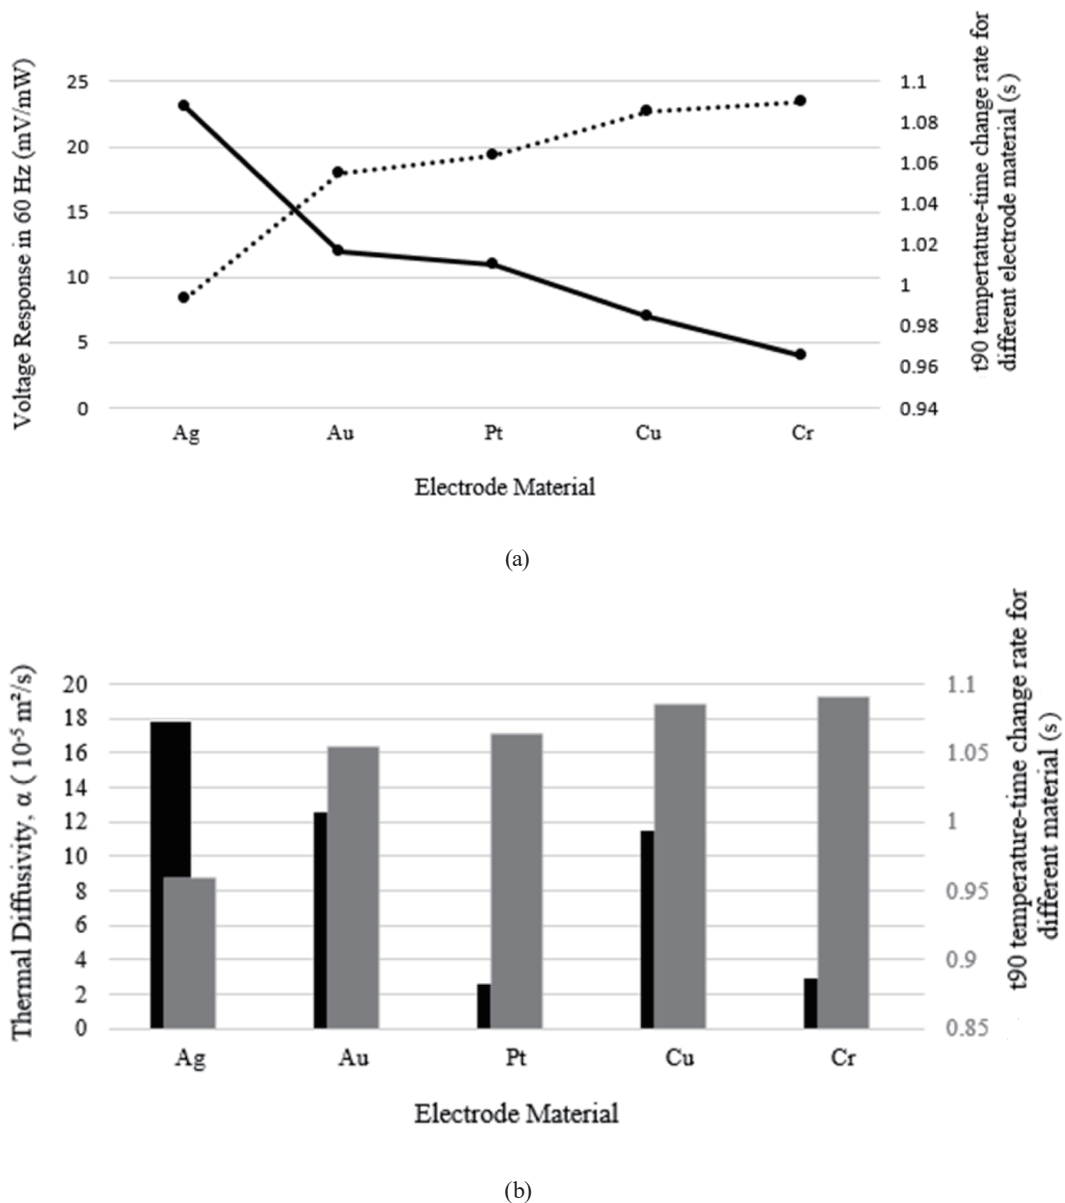 Voltage Response in 60 Hz (mV/mW)
25
20
15
10
5
0
1.1
1.08
1.06
1.04
1.02
1
0.98
0.96
0.94
t90 tempertature-time change rate for
different electrode material (s)
Ag Au Pt Cu Cr
Electrode Material
(a)
Thermal Diffusivity, α ( 10⁻⁵ m²/s)
20
18
16
14
12
10
8
6
4
2
0
1.1
1.05
1
0.95
0.9
0.85
t90 temperature-time change rate for
different material (s)
Ag Au Pt Cu Cr
Electrode Material
(b)